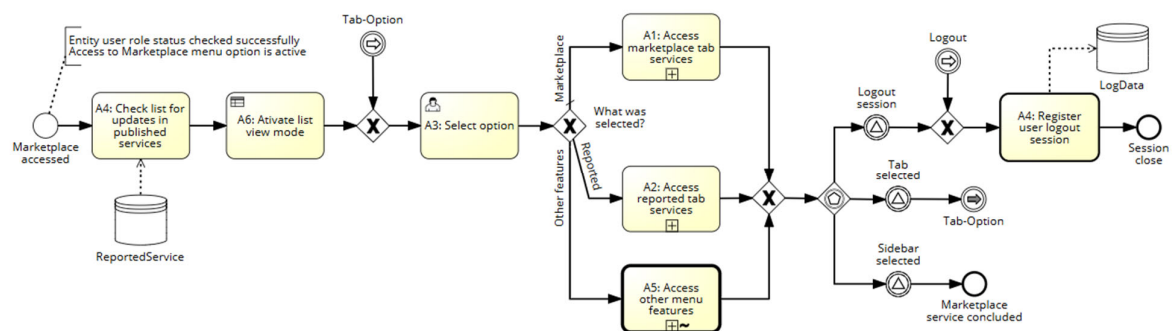 Entity user role status checked successfully
Access to Marketplace menu option is active
Marketplace
accessed
A4: Check list for
updates in
published
services
ReportedService
A6: Ativate list
view mode
Tab-Option
A3: Select option
What was
selected?
Marketplace
Reported
Other features
A1: Access
marketplace tab
services
A2: Access
reported tab
services
A5: Access
other menu
features
Logout
session
Tab
selected
Sidebar
selected
Logout
Tab-Option
Marketplace
service concluded
A4: Register
user logout
session
LogData
Session
close